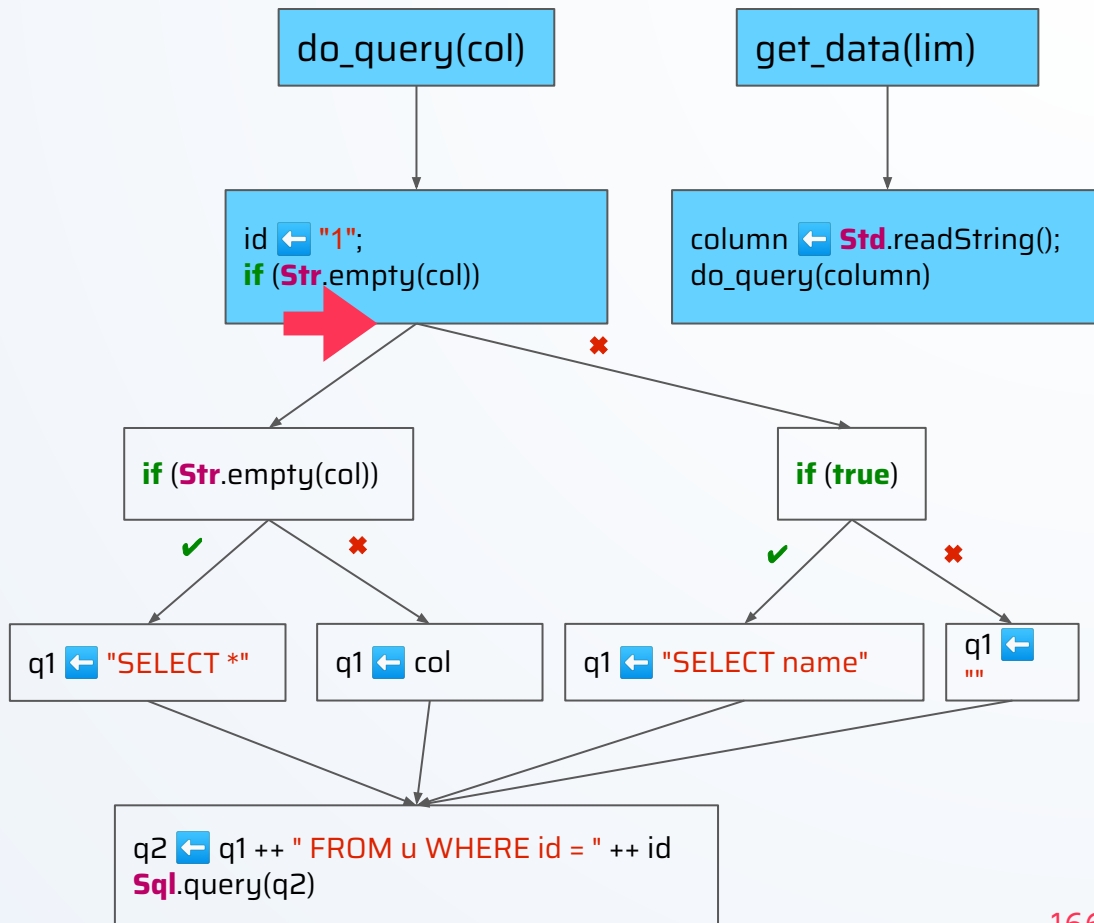 do_query(col)
get_data(lim)
id ⬅ "1";
if (Str.empty(col))
column ⬅ Std.readString();
do_query(column)
✖
if (Str.empty(col))
if (true)
✔
✖
✔
✖
q1 ⬅ "SELECT *"
q1 ⬅ col
q1 ⬅ "SELECT name"
q1 ⬅
""
q2 ⬅ q1 ++ " FROM u WHERE id = " ++ id
Sql.query(q2)